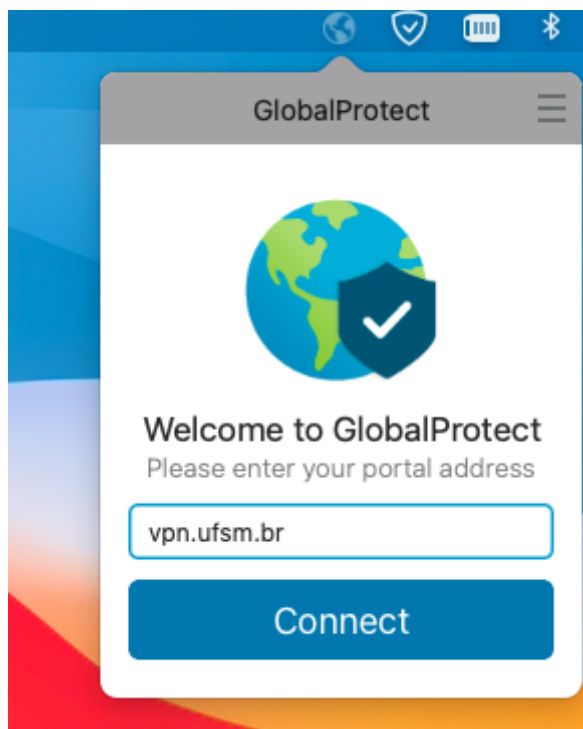 GlobalProtect
Welcome to GlobalProtect
Please enter your portal address
vpn.ufsm.br
Connect